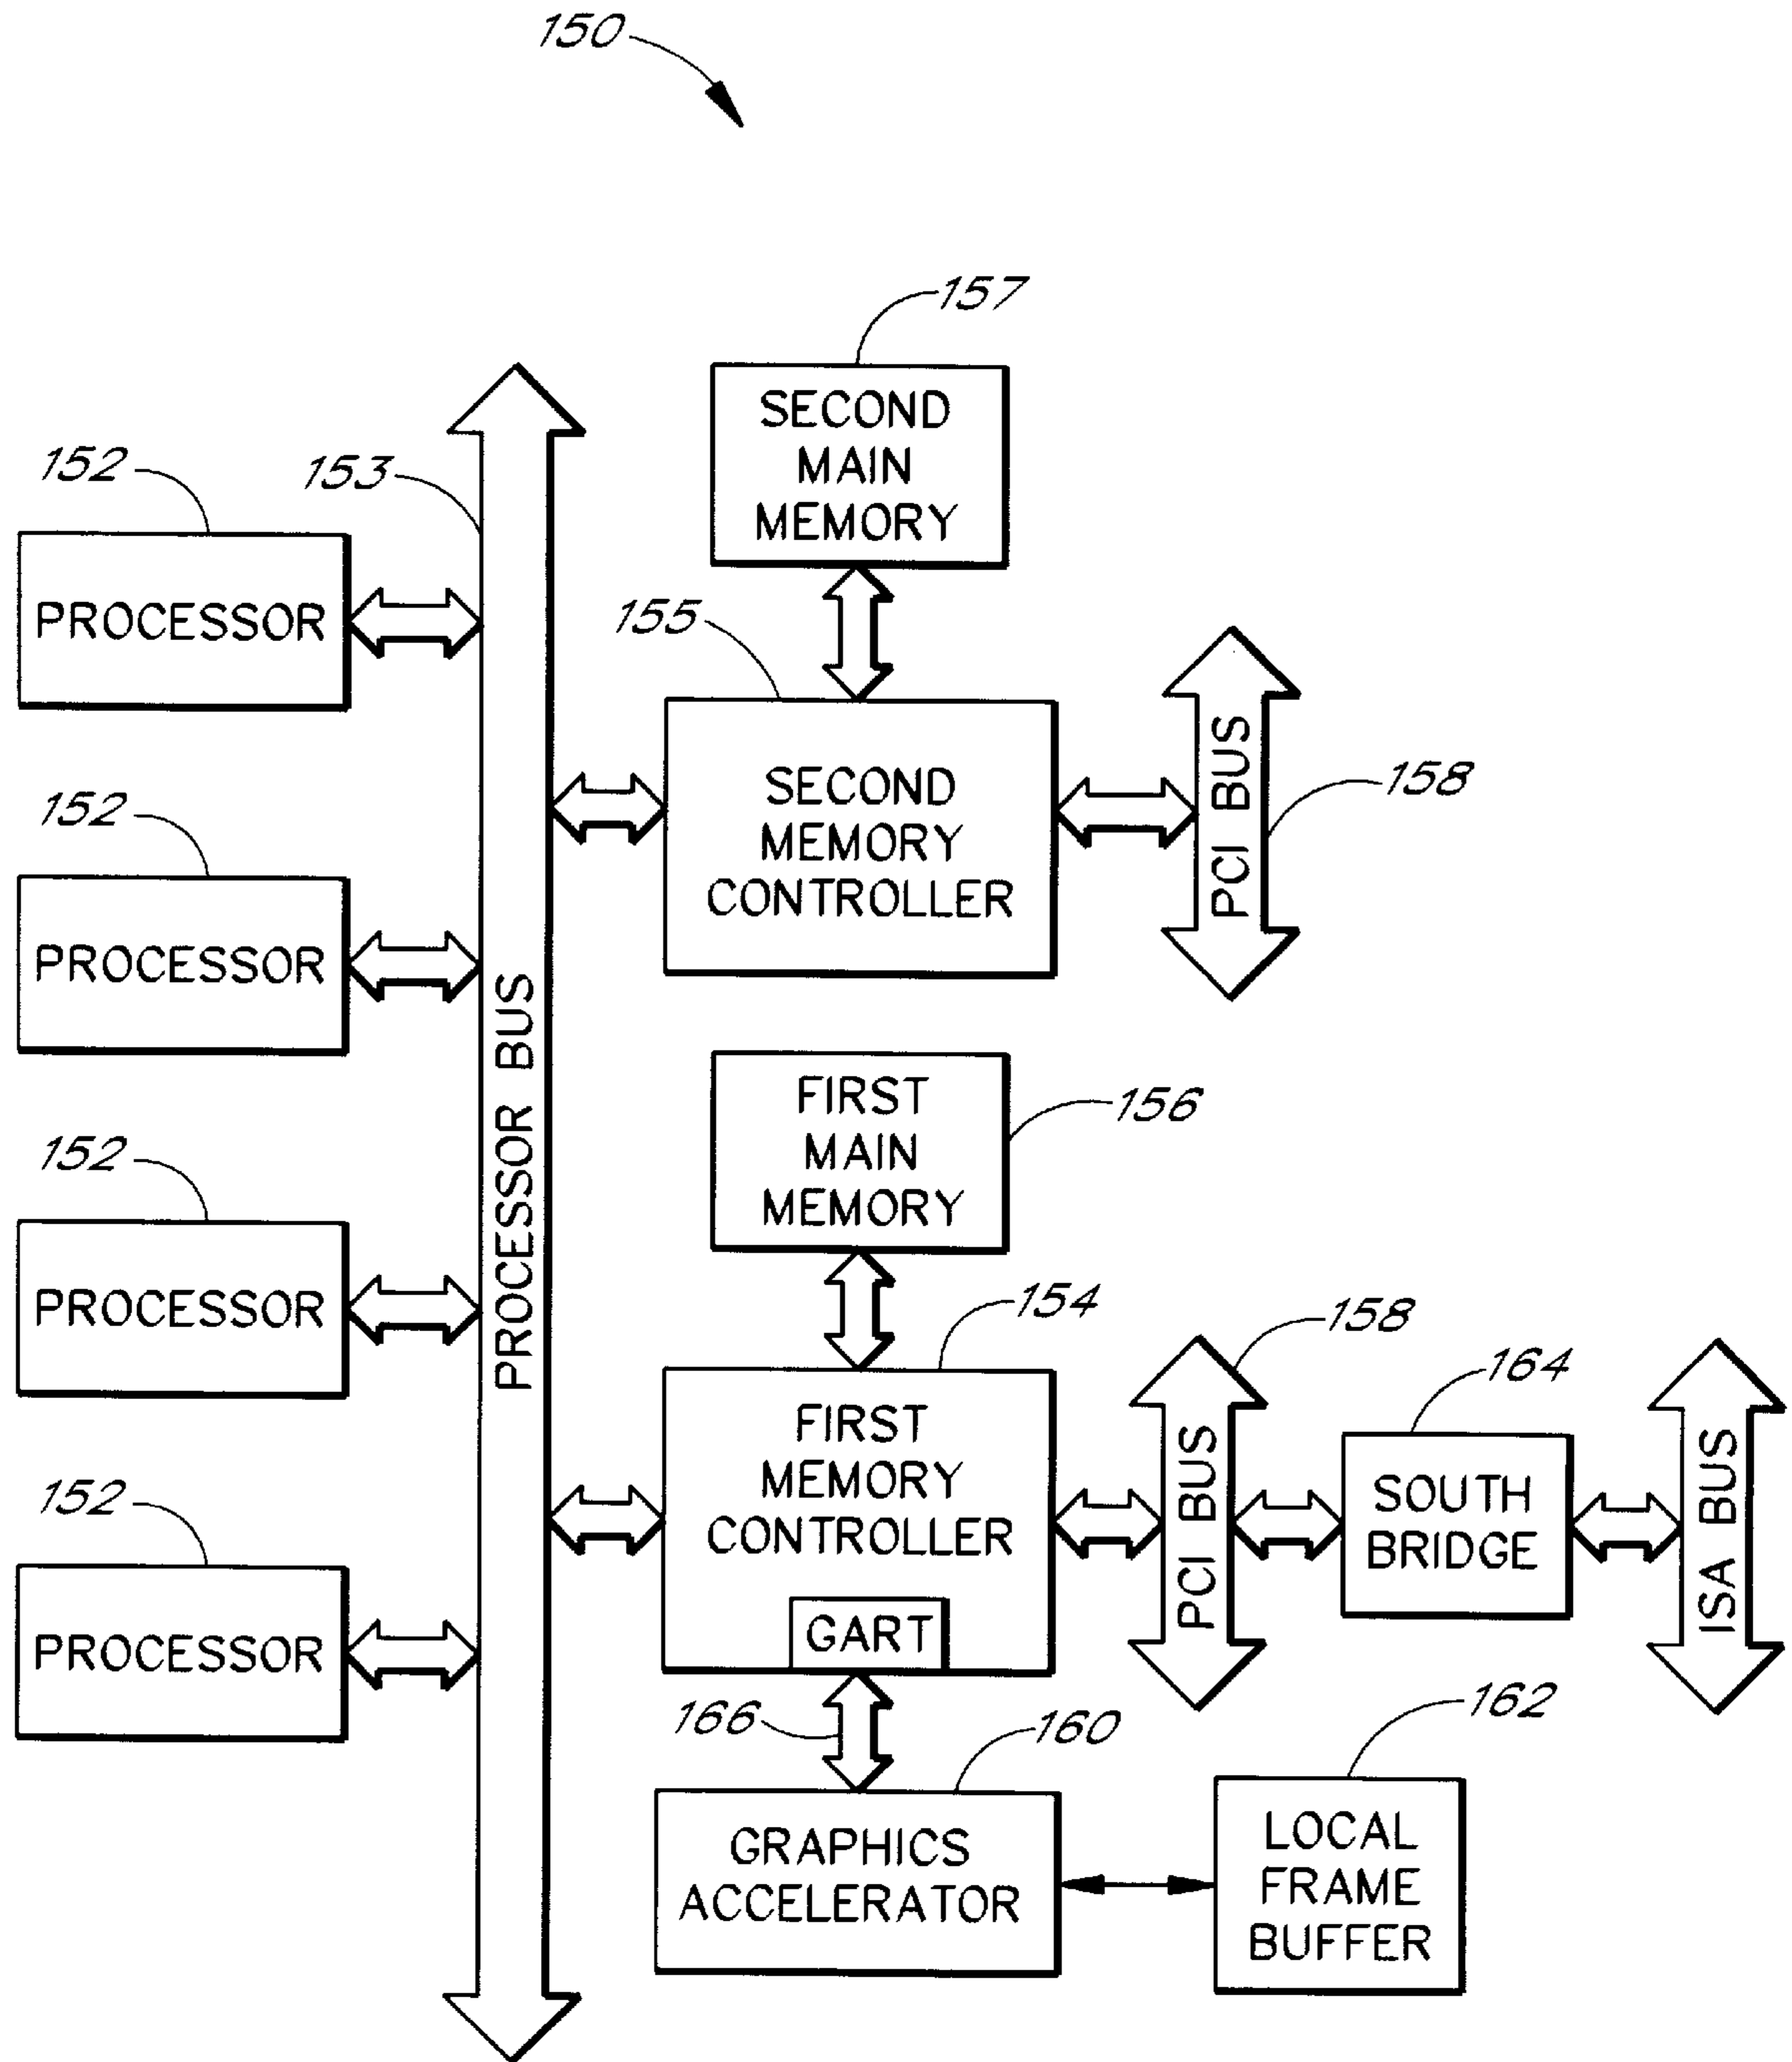 150
157
SECOND
MAIN
MEMORY
152
153
PROCESSOR
155
SECOND
MEMORY
CONTROLLER
PCI BUS
158
152
PROCESSOR
PROCESSOR BUS
FIRST
MAIN
MEMORY
156
152
PROCESSOR
154
FIRST
MEMORY
CONTROLLER
GART
158
PCI BUS
164
SOUTH
BRIDGE
ISA BUS
152
PROCESSOR
166
160
GRAPHICS
ACCELERATOR
162
LOCAL
FRAME
BUFFER